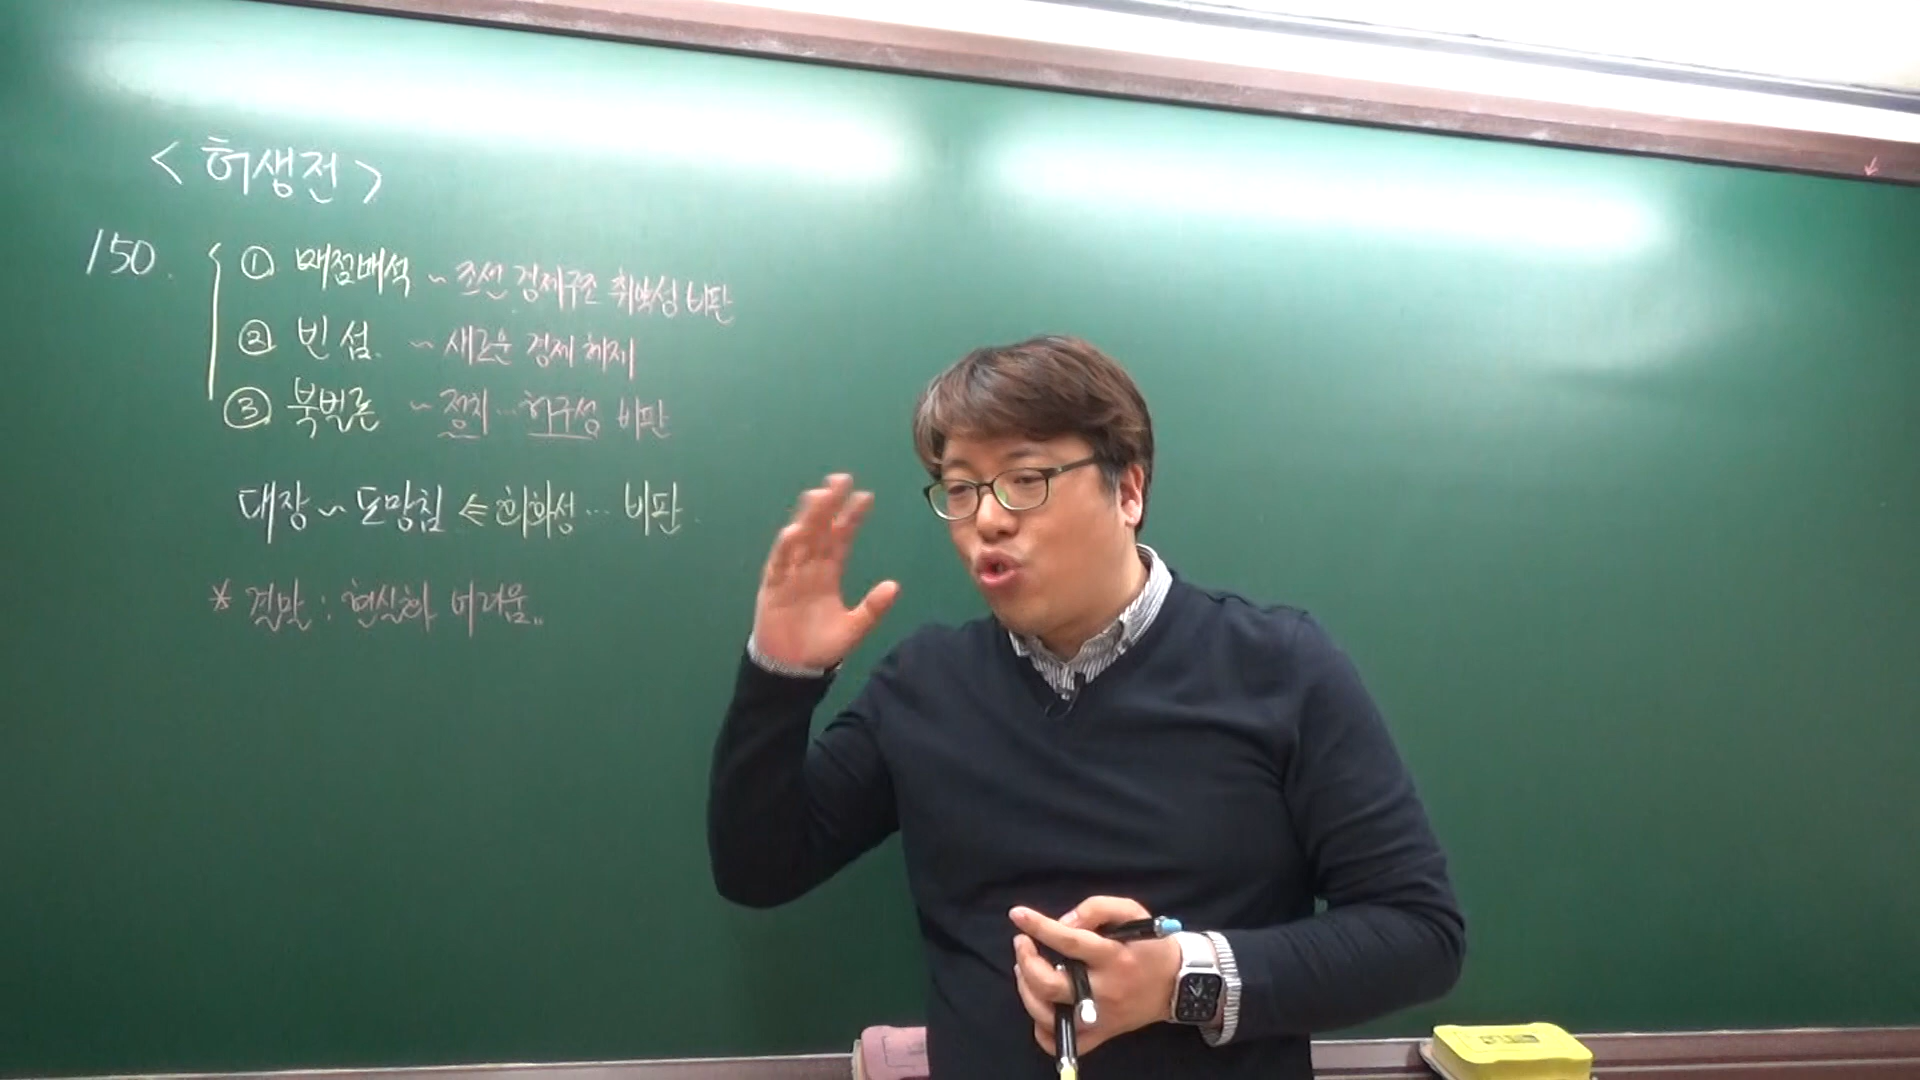 < 허생전 >
150. ① 매점매석 ~ 조선 경제구조 취약성 비판
② 빈 섬. ~ 새로운 경제 체제
③ 북벌론 ~ 정치 … 허구성 비판
대장 ~ 도망침 ⇐ 희화성 … 비판.
* 결말 : 현실화 어려움..